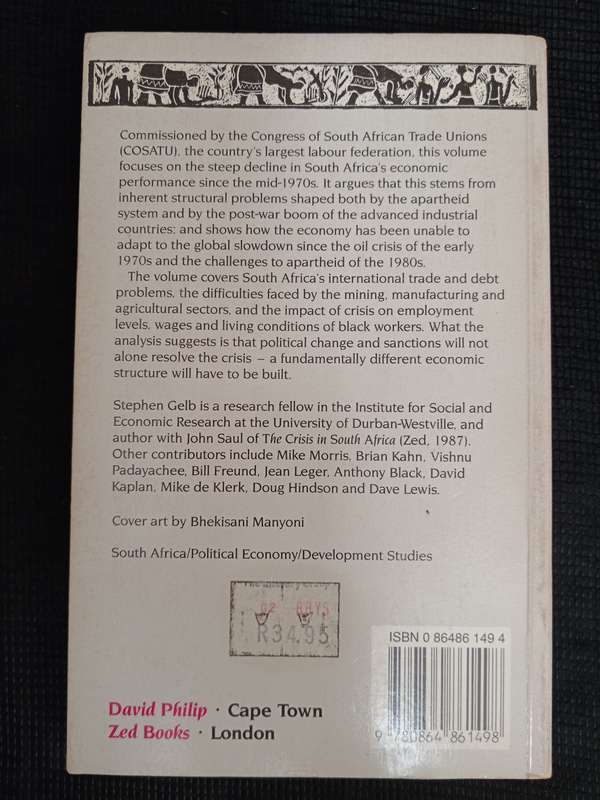 Commissioned by the Congress of South African Trade Unions
(COSATU), the country's largest labour federation, this volume
focuses on the steep decline in South Africa's economic
performance since the mid-1970s. It argues that this stems from
inherent structural problems shaped both by the apartheid
system and by the post-war boom of the advanced industrial
countries; and shows how the economy has been unable to
adapt to the global slowdown since the oil crisis of the early
1970s and the challenges to apartheid of the 1980s.
The volume covers South Africa's international trade and debt
problems, the difficulties faced by the mining, manufacturing and
agricultural sectors, and the impact of crisis on employment
levels, wages and living conditions of black workers. What the
analysis suggests is that political change and sanctions will not
alone resolve the crisis – a fundamentally different economic
structure will have to be built.
Stephen Gelb is a research fellow in the Institute for Social and
Economic Research at the University of Durban-Westville, and
author with John Saul of The Crisis in South Africa (Zed, 1987).
Other contributors include Mike Morris, Brian Kahn, Vishnu
Padayachee, Bill Freund, Jean Leger, Anthony Black, David
Kaplan, Mike de Klerk, Doug Hindson and Dave Lewis.
Cover art by Bhekisani Manyoni
South Africa/Political Economy/Development Studies
R34.95
ISBN 0 86486 149 4
David Philip · Cape Town
Zed Books · London
9 780864 861498